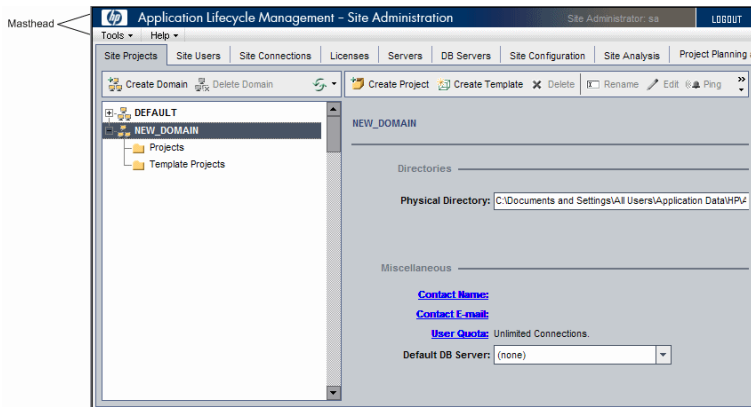 Masthead
hp Application Lifecycle Management - Site Administration Site Administrator: sa LOGOUT
Tools Help
Site Projects Site Users Site Connections Licenses Servers DB Servers Site Configuration Site Analysis Project Planning
Create Domain Delete Domain Create Project Create Template Delete Rename Edit Ping
DEFAULT
NEW_DOMAIN
Projects
Template Projects
NEW_DOMAIN
Directories
Physical Directory: C:\Documents and Settings\All Users\Application Data\HP\A
Miscellaneous
Contact Name:
Contact E-mail:
User Quota: Unlimited Connections.
Default DB Server: (none)